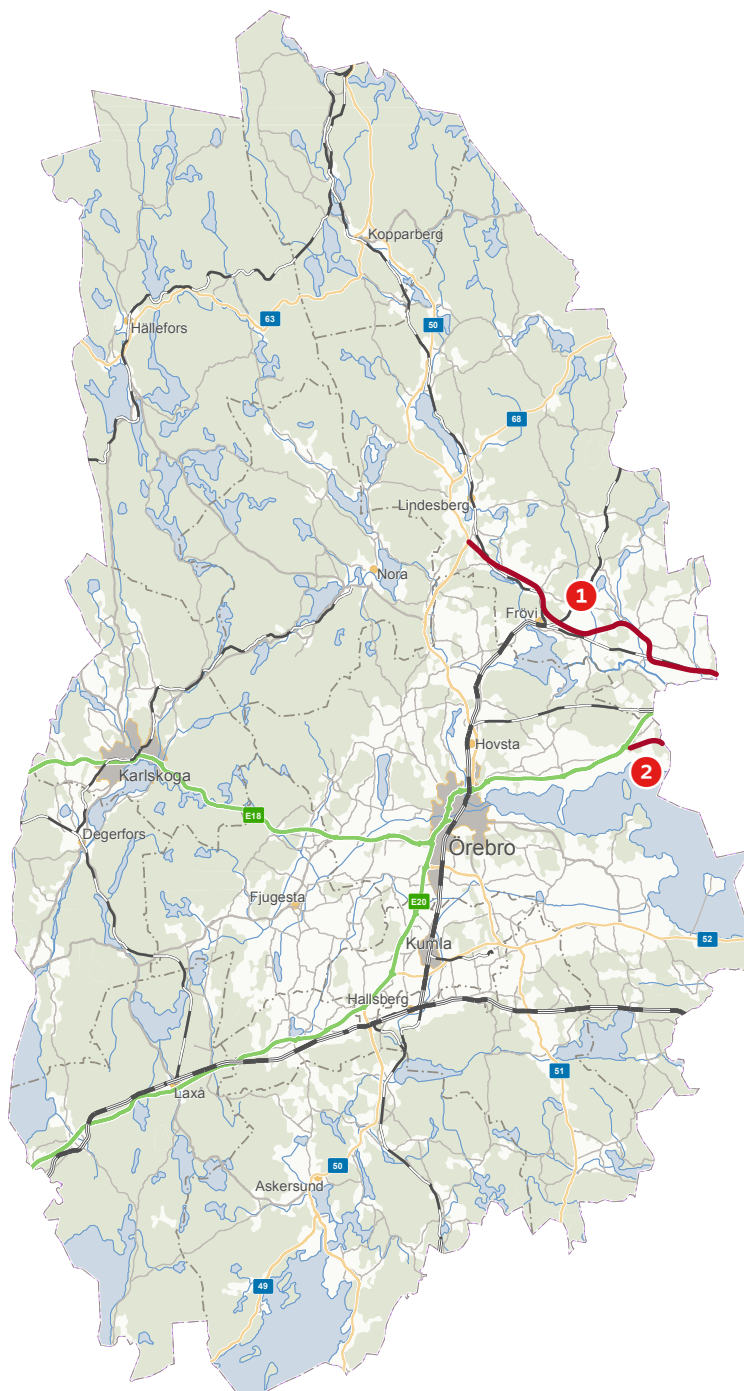 Kopparberg
63
Hällefors
50
68
Lindesberg
Nora
1
Frövi
Hovsta
2
Karlskoga
E18
Degerfors
Örebro
Fjugesta
E20
52
Kumla
Hallsberg
51
Laxå
50
Askersund
49